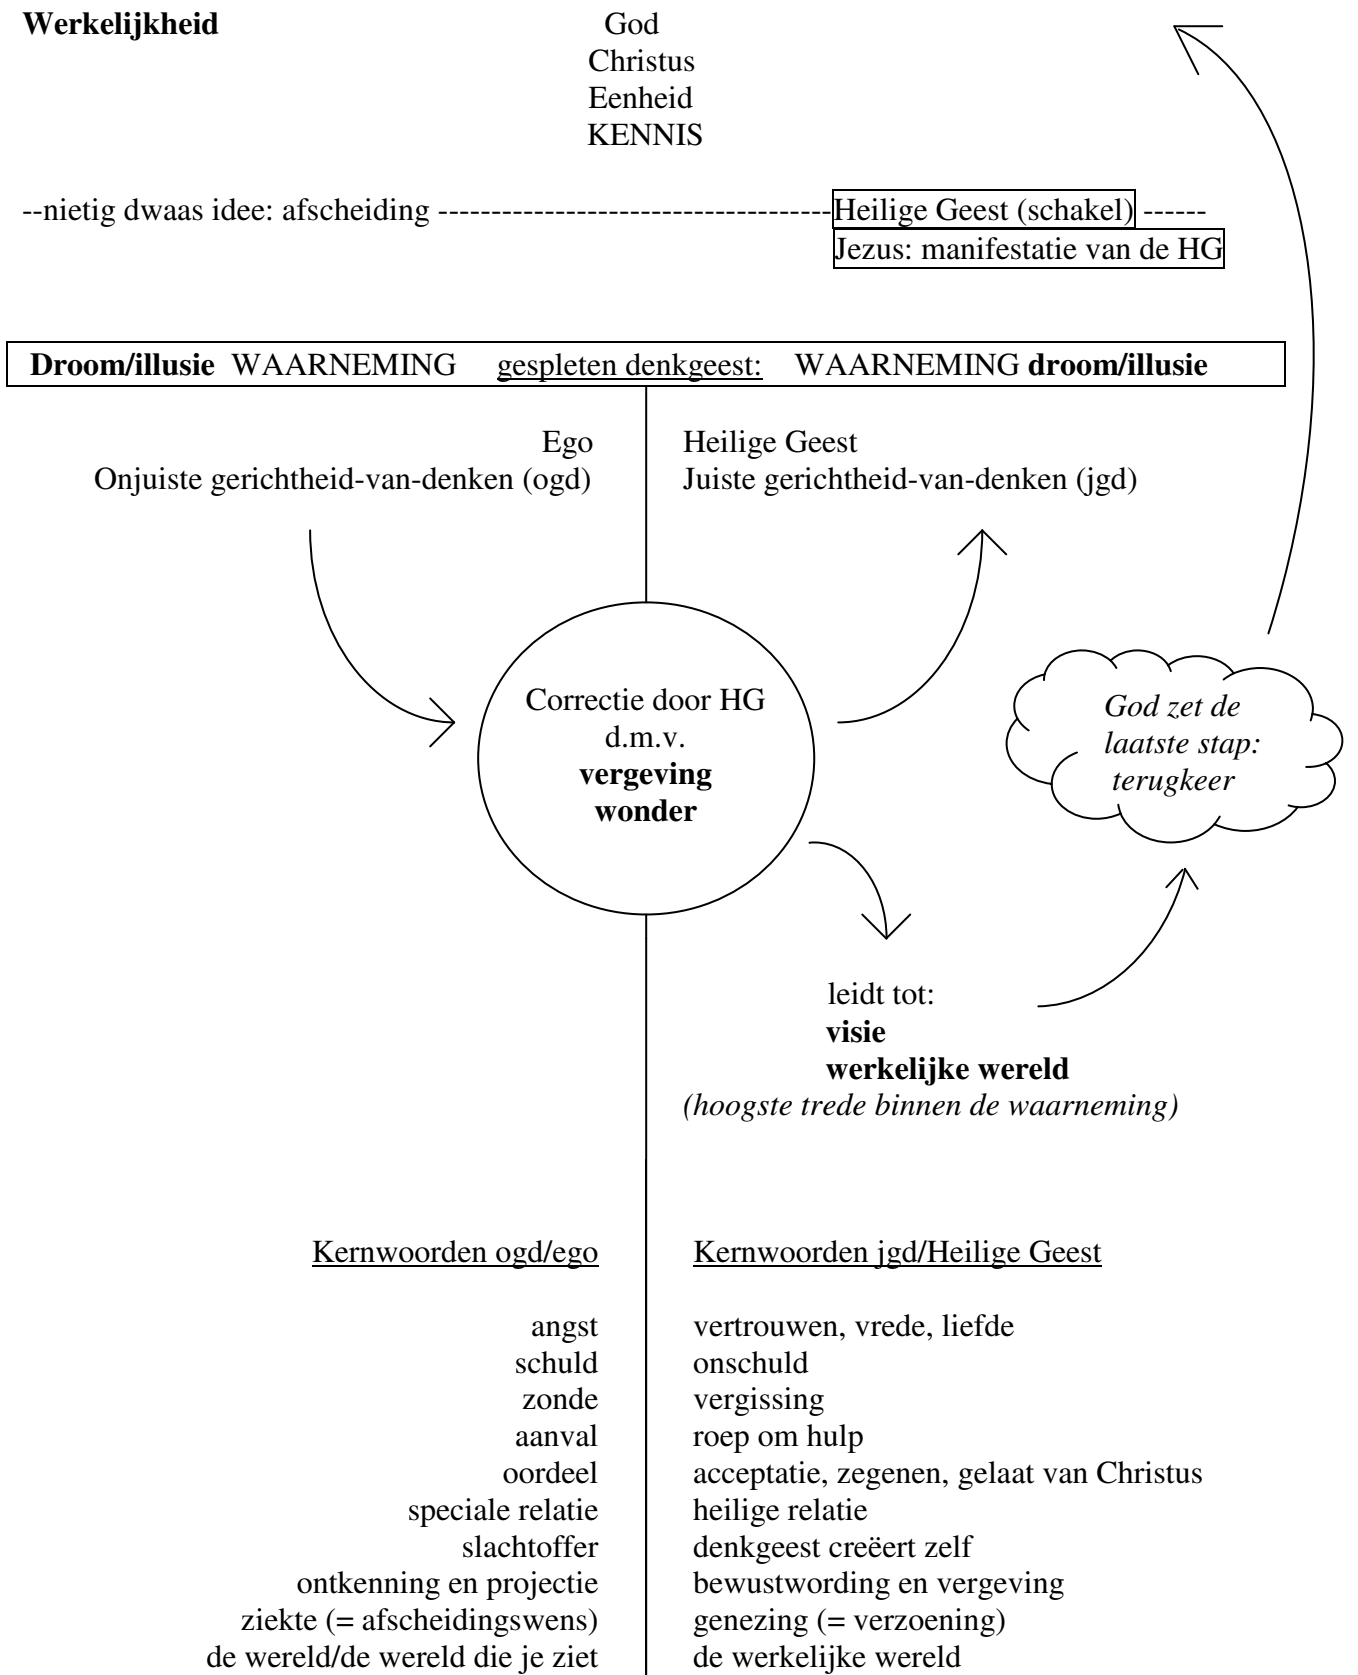 Werkelijkheid God
Christus
Eenheid
KENNIS
--nietig dwaas idee: afscheiding -------------------------------------Heilige Geest (schakel) ------
Jezus: manifestatie van de HG
Droom/illusie WAARNEMING gespleten denkgeest: WAARNEMING droom/illusie
Ego Heilige Geest
Onjuiste gerichtheid-van-denken (ogd) Juiste gerichtheid-van-denken (jgd)
Correctie door HG
d.m.v.
vergeving
wonder
God zet de
laatste stap:
terugkeer
leidt tot:
visie
werkelijke wereld
(hoogste trede binnen de waarneming)
Kernwoorden ogd/ego Kernwoorden jgd/Heilige Geest
angst vertrouwen, vrede, liefde
schuld onschuld
zonde vergissing
aanval roep om hulp
oordeel acceptatie, zegenen, gelaat van Christus
speciale relatie heilige relatie
slachtoffer denkgeest creëert zelf
ontkenning en projectie bewustwording en vergeving
ziekte (= afscheidingswens) genezing (= verzoening)
de wereld/de wereld die je ziet de werkelijke wereld